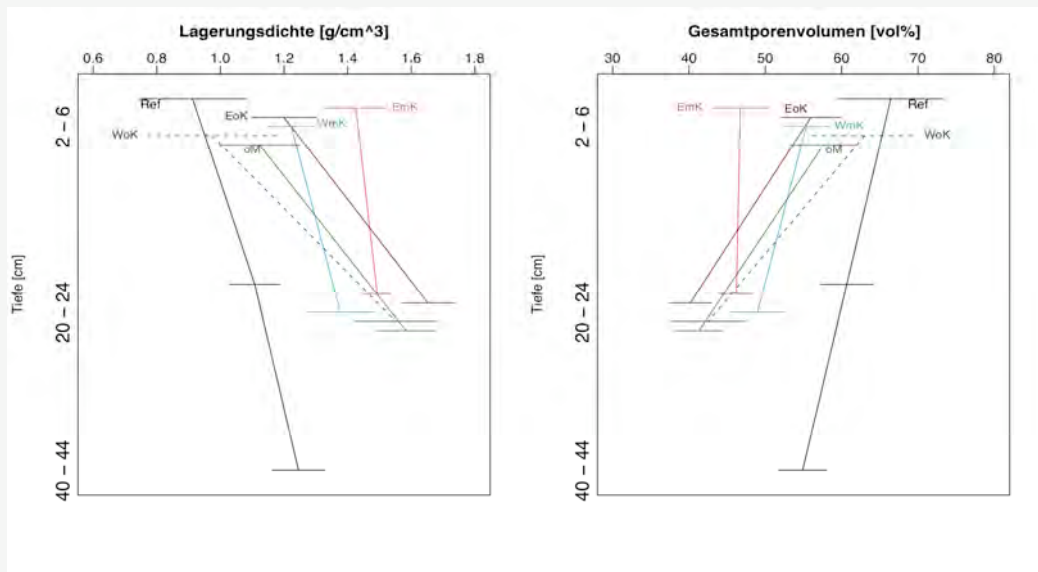 Lagerungsdichte [g/cm^3]
0.6 0.8 1.0 1.2 1.4 1.6 1.8
Ref
EmK
EoK
WmK
WoK
oM
Tiefe [cm]
2 – 6
20 – 24
40 – 44
Gesamtporenvolumen [vol%]
30 40 50 60 70 80
EmK
EoK
Ref
WmK
WoK
oM
Tiefe [cm]
2 – 6
20 – 24
40 – 44